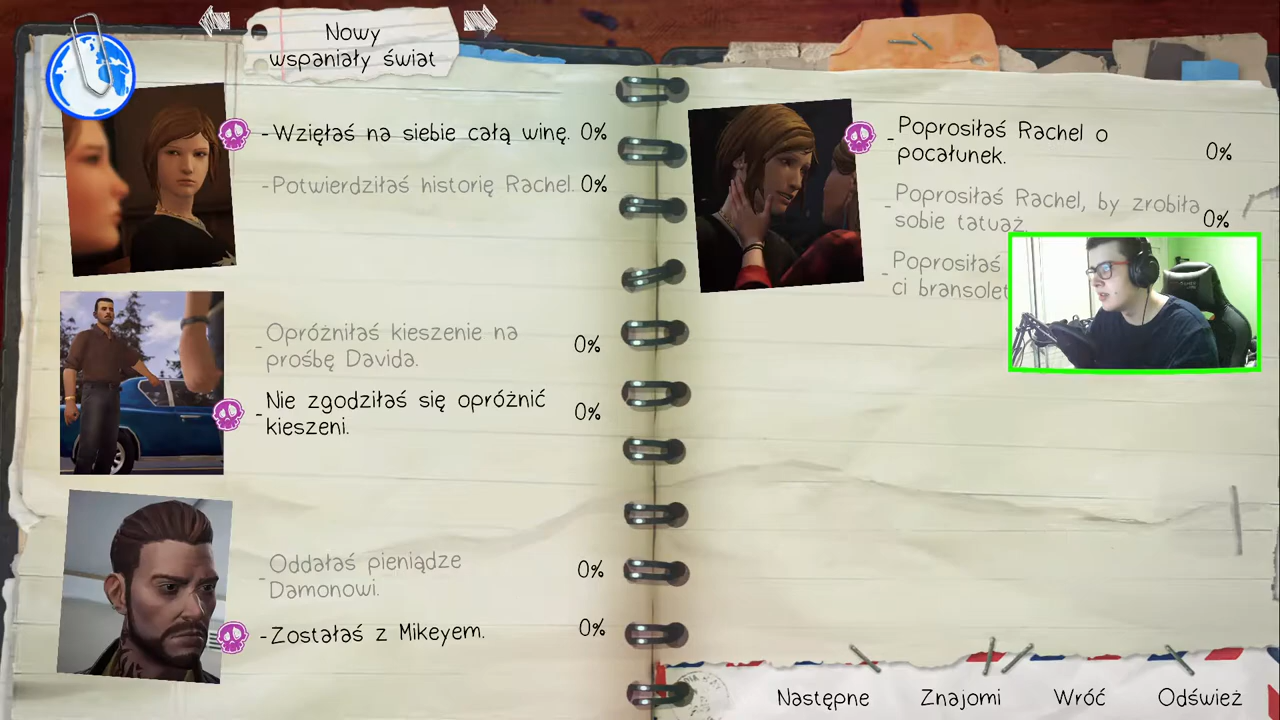 Nowy
wspaniały świat
-Wzięłaś na siebie całą winę. 0%
-Potwierdziłaś historię Rachel. 0%
-Opróżniłaś kieszenie na
prośbę Davida. 0%
-Nie zgodziłaś się opróżnić
kieszeni. 0%
-Oddałaś pieniądze
Damonowi. 0%
-Zostałaś z Mikeyem. 0%
-Poprosiłaś Rachel o
pocałunek. 0%
-Poprosiłaś Rachel, by zrobiła
sobie tatuaż. 0%
-Poprosiłaś
ci
Następne Znajomi Wróć Odśwież